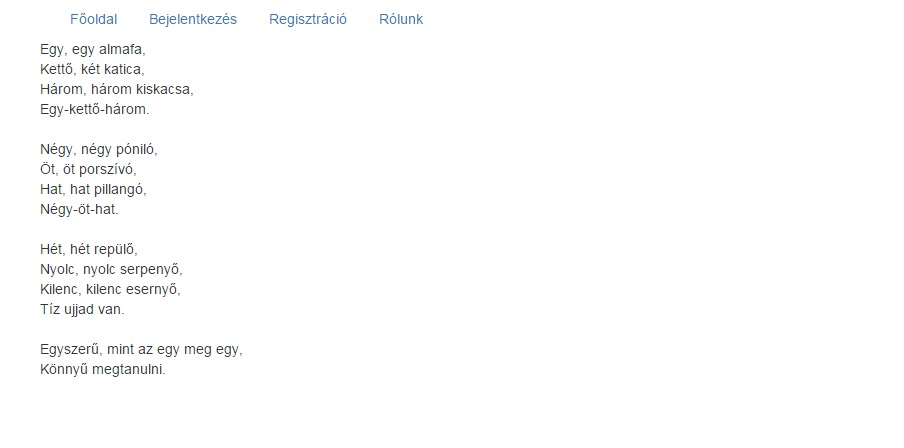 Főoldal Bejelentkezés Regisztráció Rólunk
Egy, egy almafa,
Kettő, két katica,
Három, három kiskacsa,
Egy-kettő-három.
Négy, négy póniló,
Öt, öt porszívó,
Hat, hat pillangó,
Négy-öt-hat.
Hét, hét repülő,
Nyolc, nyolc serpenyő,
Kilenc, kilenc esernyő,
Tíz ujjad van.
Egyszerű, mint az egy meg egy,
Könnyű megtanulni.